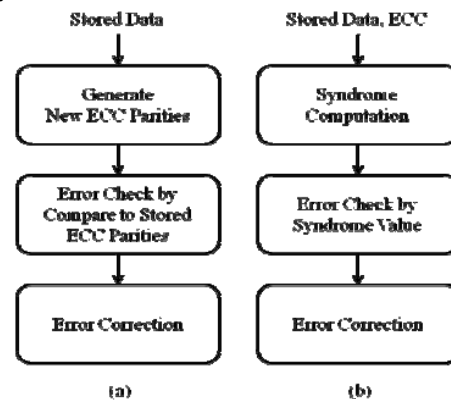 Stored Data
Generate
New ECC Parities
Error Check by
Compare to Stored
ECC Parities
Error Correction
(a)
Stored Data, ECC
Syndrome
Computation
Error Check by
Syndrome Value
Error Correction
(b)